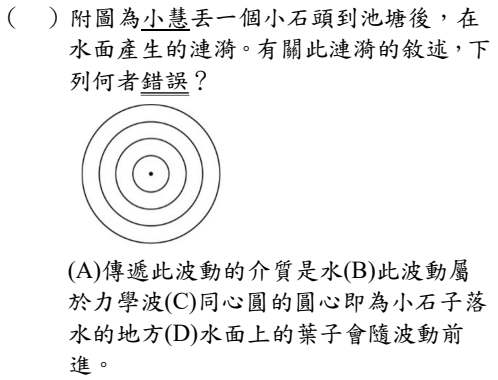 （　）附圖為小慧丟一個小石頭到池塘後，在
水面產生的漣漪。有關此漣漪的敘述，下
列何者錯誤？
(A)傳遞此波動的介質是水(B)此波動屬
於力學波(C)同心圓的圓心即為小石子落
水的地方(D)水面上的葉子會隨波動前
進。